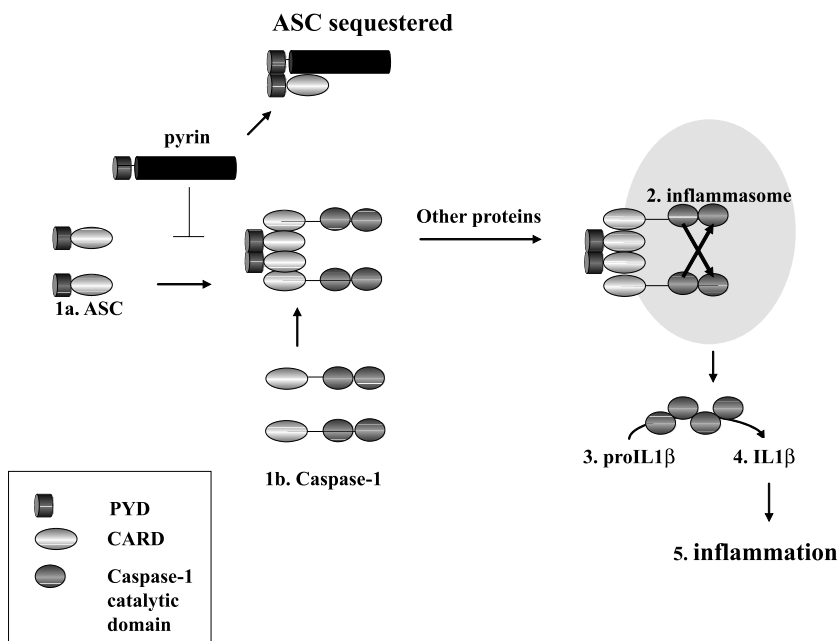 ASC sequestered
pyrin
1a. ASC
Other proteins
2. inflammasome
1b. Caspase-1
3. proIL1β
4. IL1β
5. inflammation
PYD
CARD
Caspase-1
catalytic
domain